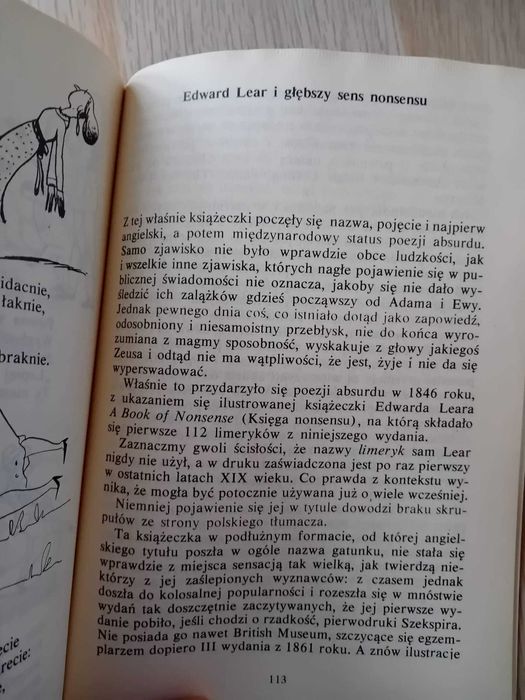 idacnie,
łaknie,
braknie.
ęcie
recie:
Edward Lear i głębszy sens nonsensu
Z tej właśnie książeczki poczęły się nazwa, pojęcie i najpierw
angielski, a potem międzynarodowy status poezji absurdu.
Samo zjawisko nie było wprawdzie obce ludzkości, jak
i wszelkie inne zjawiska, których nagłe pojawienie się w pu-
blicznej świadomości nie oznacza, jakoby się nie dało wy-
śledzić ich zalążków gdzieś począwszy od Adama i Ewy.
Jednak pewnego dnia coś, co istniało dotąd jako zapowiedź,
odosobniony i niesamoistny przebłysk, nie do końca wyro-
zumiana z magmy sposobność, wyskakuje z głowy jakiegoś
Zeusa i odtąd nie ma wątpliwości, że jest, żyje i nie da się
wyperswadować.
Właśnie to przydarzyło się poezji absurdu w 1846 roku,
z ukazaniem się ilustrowanej książeczki Edwarda Leara
A Book of Nonsense (Księga nonsensu), na którą składało
się pierwsze 112 limeryków z niniejszego wydania.
Zaznaczmy gwoli ścisłości, że nazwy limeryk sam Lear
nigdy nie użył, a w druku zaświadczona jest po raz pierwszy
w ostatnich latach XIX wieku. Co prawda z kontekstu wy-
nika, że mogła być potocznie używana już o wiele wcześniej.
Niemniej pojawienie się jej w tytule dowodzi braku skru-
pułów ze strony polskiego tłumacza.
Ta książeczka w podłużnym formacie, od której angiel-
skiego tytułu poszła w ogóle nazwa gatunku, nie stała się
wprawdzie z miejsca sensacją tak wielką, jak twierdzą nie-
którzy z jej zaślepionych wyznawców: z czasem jednak
doszła do kolosalnej popularności i rozeszła się w mnóstwie
wydań tak doszczętnie zaczytywanych, że jej pierwsze wy-
danie pobiło, jeśli chodzi o rzadkość, pierwodruki Szekspira.
Nie posiada go nawet British Museum, szczycące się egzem-
plarzem dopiero III wydania z 1861 roku. A znów ilustracje
113